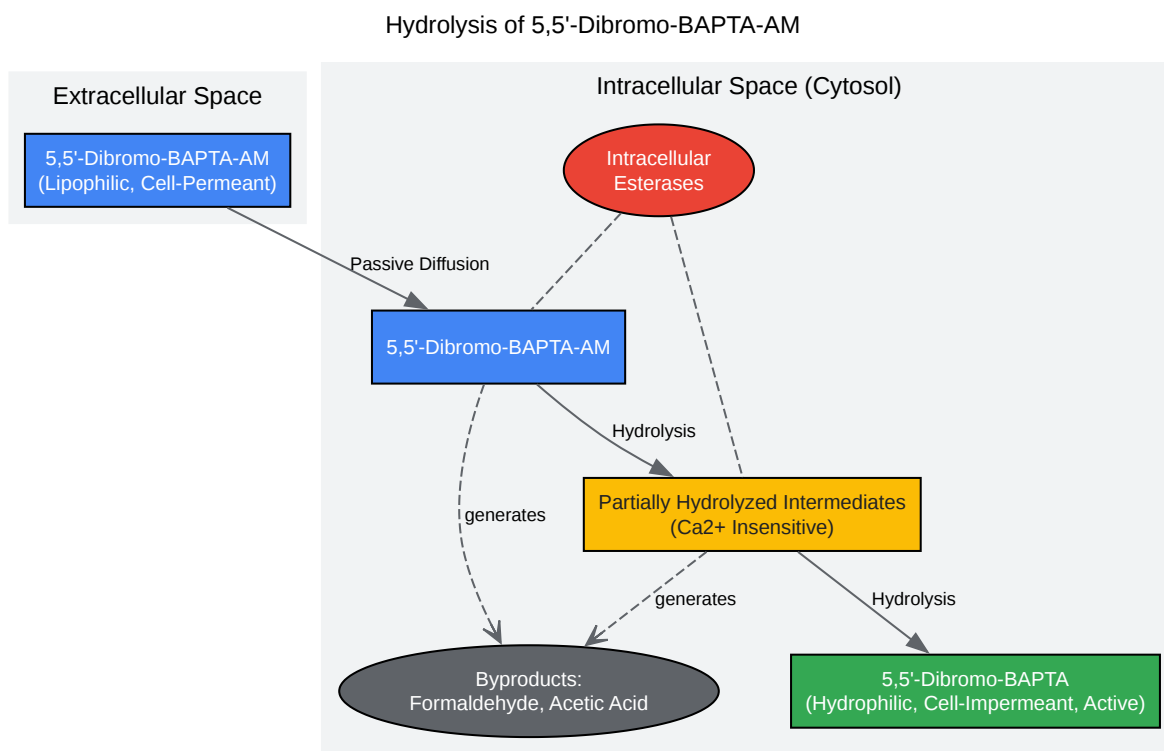 Hydrolysis of 5,5'-Dibromo-BAPTA-AM
Extracellular Space
Intracellular Space (Cytosol)
5,5'-Dibromo-BAPTA-AM
(Lipophilic, Cell-Permeant)
Intracellular
Esterases
Passive Diffusion
5,5'-Dibromo-BAPTA-AM
Hydrolysis
Partially Hydrolyzed Intermediates
(Ca2+ Insensitive)
generates
generates
Hydrolysis
Byproducts:
Formaldehyde, Acetic Acid
5,5'-Dibromo-BAPTA
(Hydrophilic, Cell-Impermeant, Active)